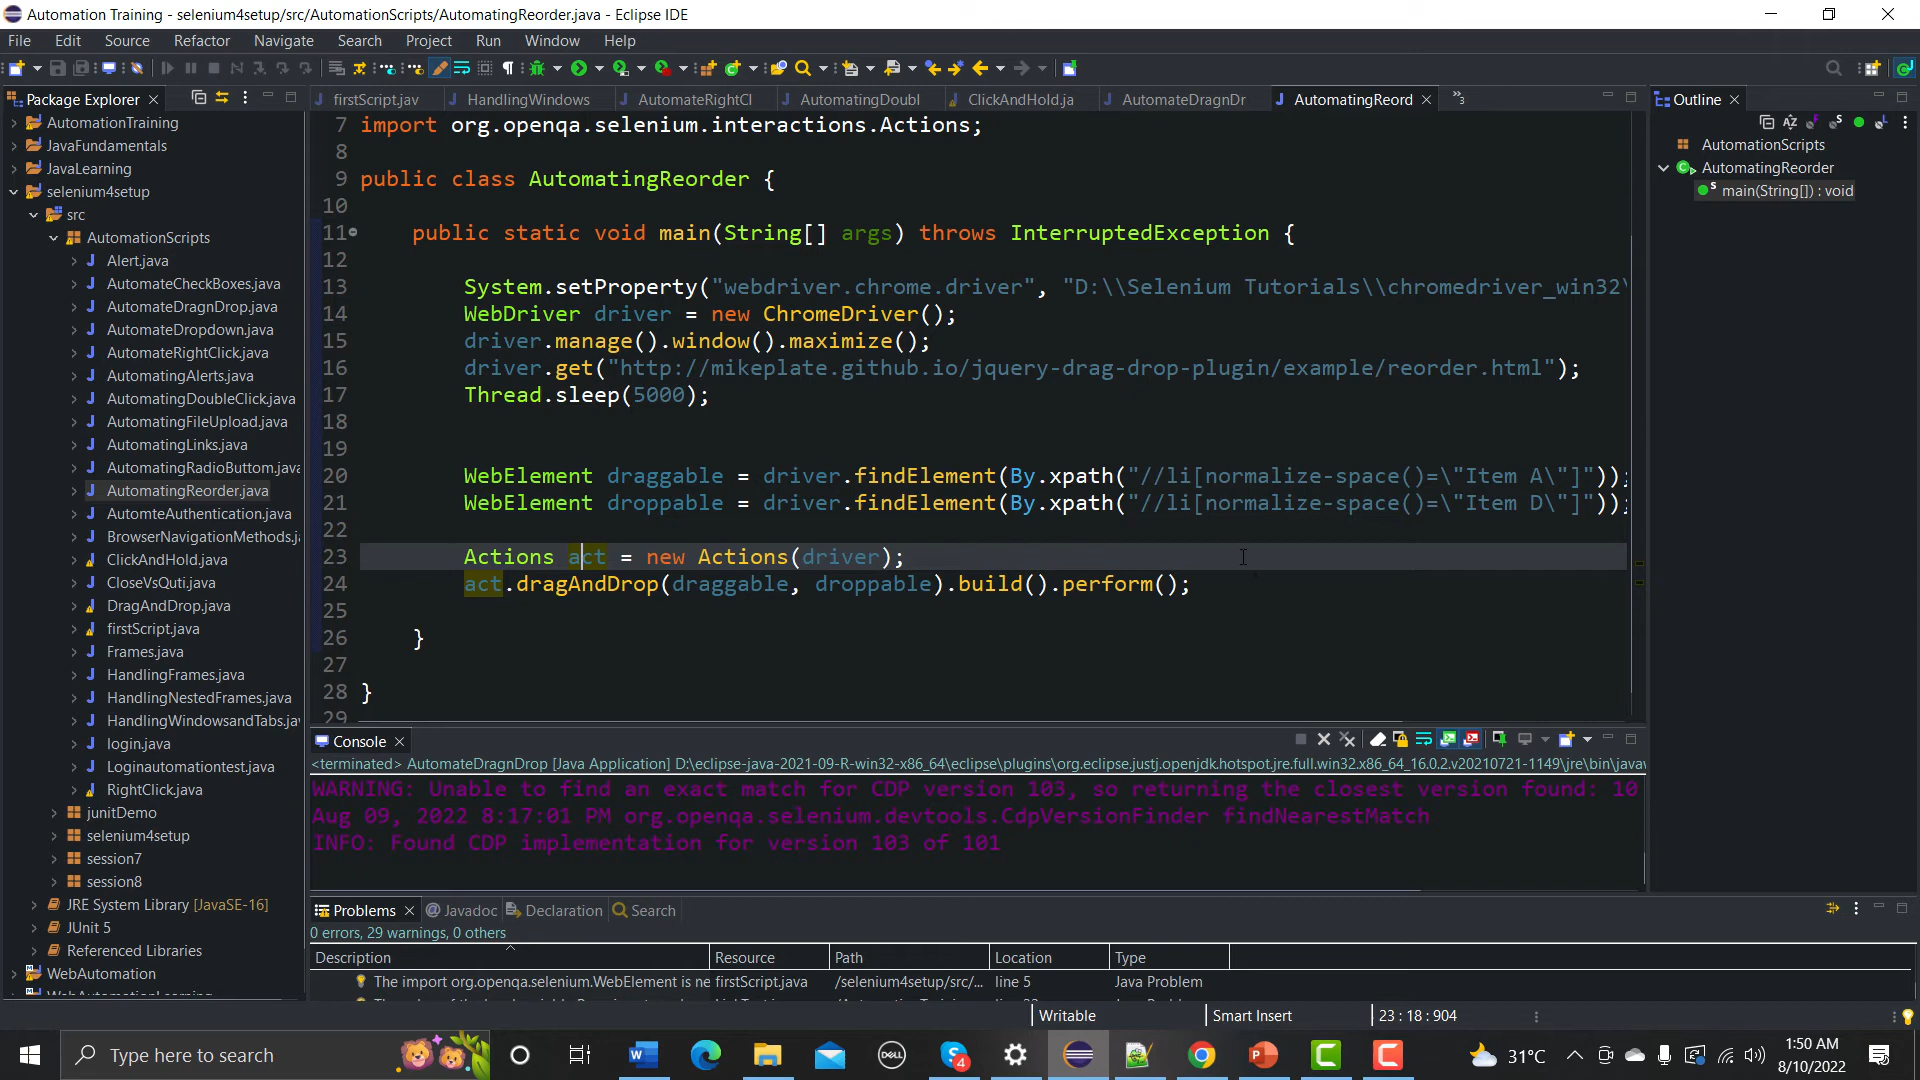 Automation Training - selenium4setup/src/AutomationScripts/AutomatingReorder.java - Eclipse IDE
File Edit Source Refactor Navigate Search Project Run Window Help
Package Explorer
AutomationTraining
JavaFundamentals
JavaLearning
selenium4setup
src
AutomationScripts
Alert.java
AutomateCheckBoxes.java
AutomateDragnDrop.java
AutomateDropdown.java
AutomateRightClick.java
AutomatingAlerts.java
AutomatingDoubleClick.java
AutomatingFileUpload.java
AutomatingLinks.java
AutomatingRadioButtom.java
AutomatingReorder.java
AutomteAuthentication.java
BrowserNavigationMethods.ja
ClickAndHold.java
CloseVsQuti.java
DragAndDrop.java
firstScript.java
Frames.java
HandlingFrames.java
HandlingNestedFrames.java
HandlingWindowsandTabs.jav
login.java
Loginautomationtest.java
RightClick.java
junitDemo
selenium4setup
session7
session8
JRE System Library [JavaSE-16]
JUnit 5
Referenced Libraries
WebAutomation
firstScript.jav HandlingWindows AutomateRightCl AutomatingDoubl ClickAndHold.ja AutomateDragnDr AutomatingReord »3
7 import org.openqa.selenium.interactions.Actions;
8
9 public class AutomatingReorder {
10
11 public static void main(String[] args) throws InterruptedException {
12
13 System.setProperty("webdriver.chrome.driver", "D:\\Selenium Tutorials\\chromedriver_win32\
14 WebDriver driver = new ChromeDriver();
15 driver.manage().window().maximize();
16 driver.get("http://mikeplate.github.io/jquery-drag-drop-plugin/example/reorder.html");
17 Thread.sleep(5000);
18
19
20 WebElement draggable = driver.findElement(By.xpath("//li[normalize-space()=\"Item A\"]"));
21 WebElement droppable = driver.findElement(By.xpath("//li[normalize-space()=\"Item D\"]"));
22
23 Actions act = new Actions(driver);
24 act.dragAndDrop(draggable, droppable).build().perform();
25
26 }
27
28 }
29
Outline
AutomationScripts
AutomatingReorder
main(String[]) : void
Console
<terminated> AutomateDragnDrop [Java Application] D:\eclipse-java-2021-09-R-win32-x86_64\eclipse\plugins\org.eclipse.justj.openjdk.hotspot.jre.full.win32.x86_64_16.0.2.v20210721-1149\jre\bin\javaw
WARNING: Unable to find an exact match for CDP version 103, so returning the closest version found: 10
Aug 09, 2022 8:17:01 PM org.openqa.selenium.devtools.CdpVersionFinder findNearestMatch
INFO: Found CDP implementation for version 103 of 101
Problems @ Javadoc Declaration Search
0 errors, 29 warnings, 0 others
Description Resource Path Location Type
The import org.openqa.selenium.WebElement is ne firstScript.java /selenium4setup/src/... line 5 Java Problem
Writable Smart Insert 23 : 18 : 904
Type here to search
31°C
1:50 AM
8/10/2022